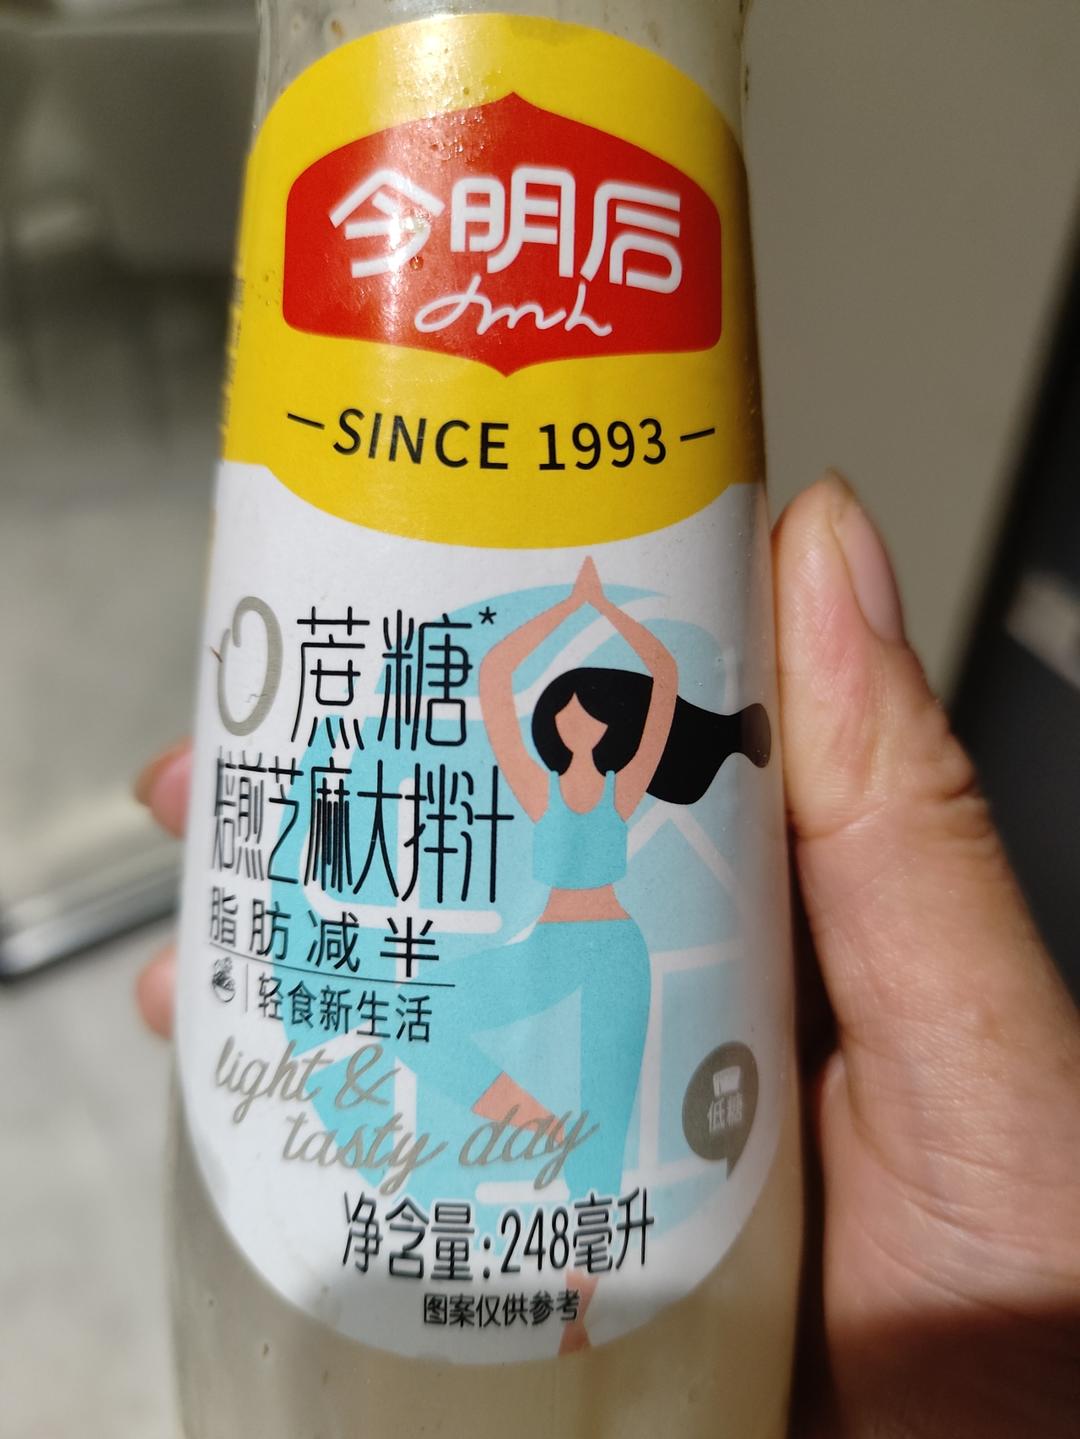 今明后
jmh
SINCE 1993
0蔗糖*
焙煎芝麻大拌汁
脂肪减半
轻食新生活
light &
tasty day
低糖
净含量:248毫升
图案仅供参考